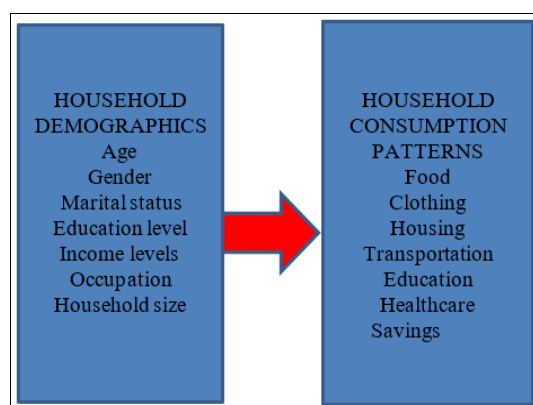 HOUSEHOLD
DEMOGRAPHICS
Age
Gender
Marital status
Education level
Income levels
Occupation
Household size
HOUSEHOLD
CONSUMPTION
PATTERNS
Food
Clothing
Housing
Transportation
Education
Healthcare
Savings